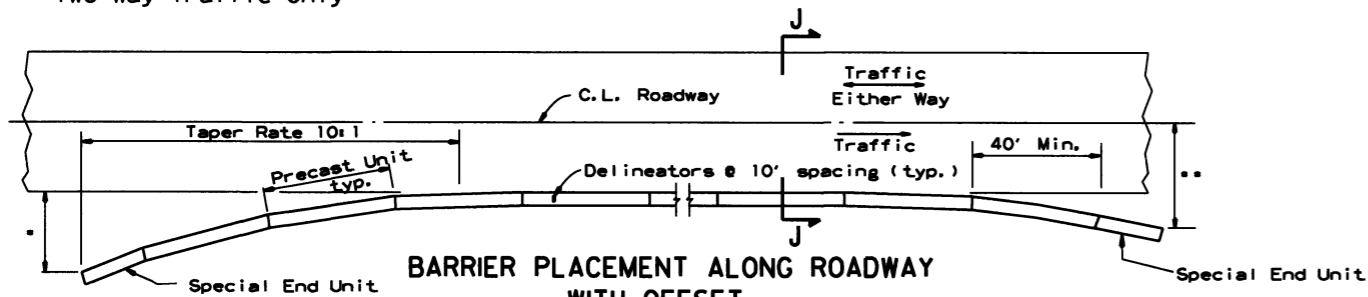 Two Way Traffic Only
J
Traffic
Either Way
C.L. Roadway
Taper Rate 10:1
Traffic
40' Min.
Precast Unit
typ.
Delineators @ 10' spacing (typ.)
**
*
J
BARRIER PLACEMENT ALONG ROADWAY
WITH OFFSET
Special End Unit
Special End Unit